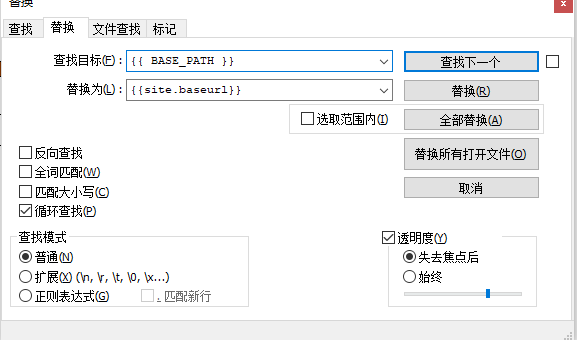 替换
查找 替换 文件查找 标记
查找目标(F): {{ BASE_PATH }} 查找下一个
替换为(L): {{site.baseurl}} 替换(R)
选取范围内(I) 全部替换(A)
替换所有打开文件(O)
取消
反向查找
全词匹配(W)
匹配大小写(C)
循环查找(P)
查找模式
普通(N)
扩展(X) (\n, \r, \t, \0, \x...)
正则表达式(G) . 匹配新行
透明度(Y)
失去焦点后
始终